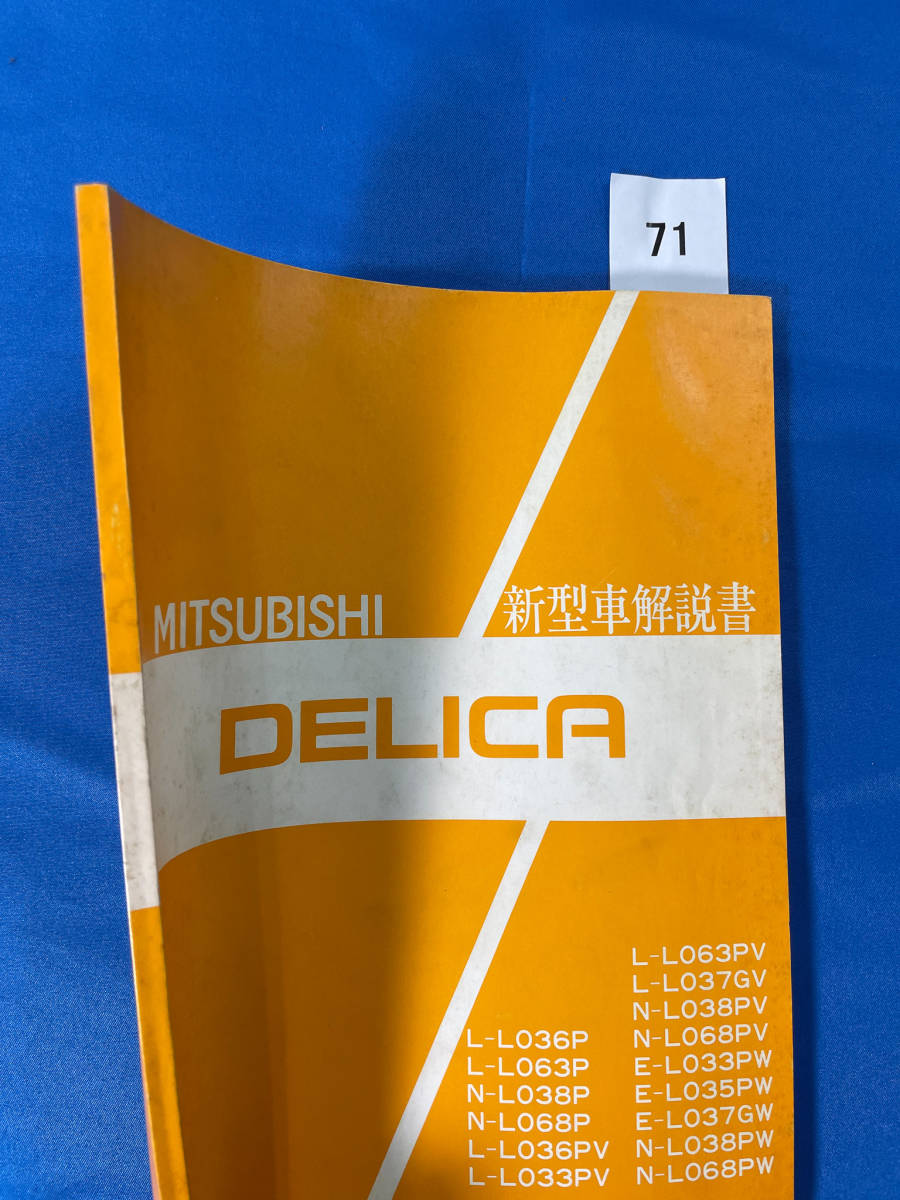 71
MITSUBISHI 新型車解説書
DELICA
L-L036P
L-L063P
N-L038P
N-L068P
L-L036PV
L-L033PV
L-L063PV
L-L037GV
N-L038PV
N-L068PV
E-L033PW
E-L035PW
E-L037GW
N-L038PW
N-L068PW